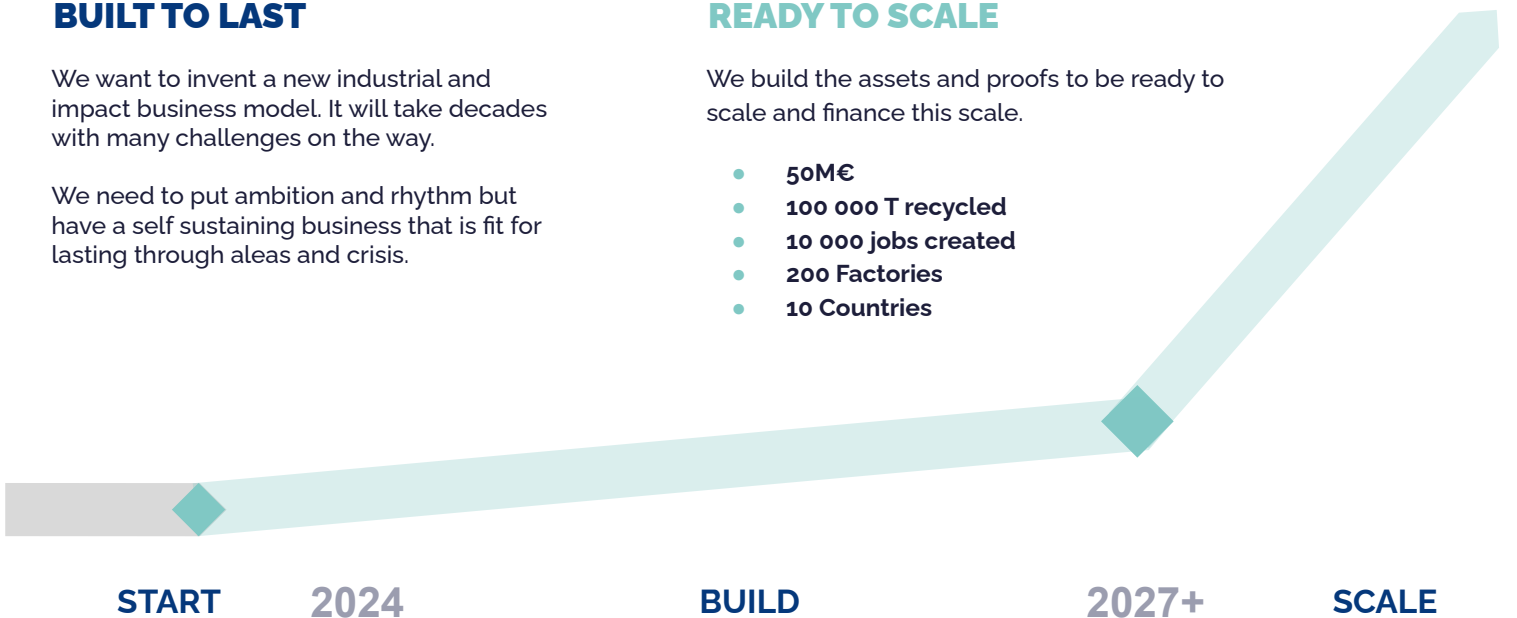 BUILT TO LAST
We want to invent a new industrial and
impact business model. It will take decades
with many challenges on the way.
We need to put ambition and rhythm but
have a self sustaining business that is fit for
lasting through aleas and crisis.
READY TO SCALE
We build the assets and proofs to be ready to
scale and finance this scale.
50M€
100 000 T recycled
10 000 jobs created
200 Factories
10 Countries
START
2024
BUILD
2027+
SCALE